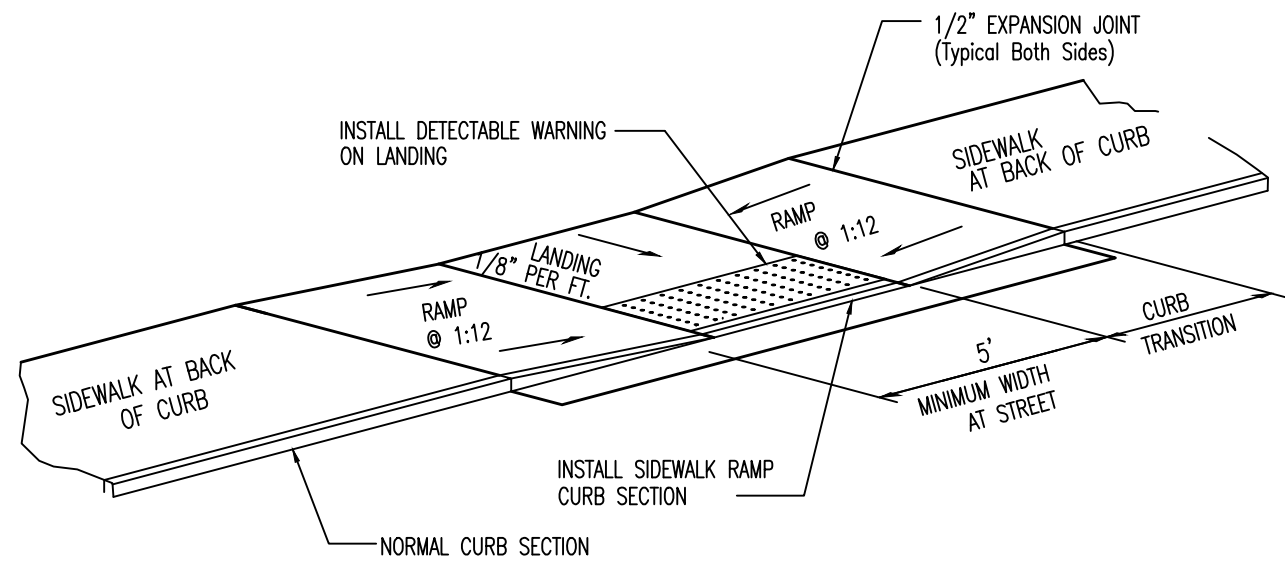 1/2" EXPANSION JOINT
(Typical Both Sides)
INSTALL DETECTABLE WARNING
ON LANDING
SIDEWALK
AT BACK OF CURB
RAMP
@ 1:12
LANDING
1/8" PER FT.
RAMP
@ 1:12
SIDEWALK AT BACK
OF CURB
CURB
TRANSITION
5'
MINIMUM WIDTH
AT STREET
INSTALL SIDEWALK RAMP
CURB SECTION
NORMAL CURB SECTION